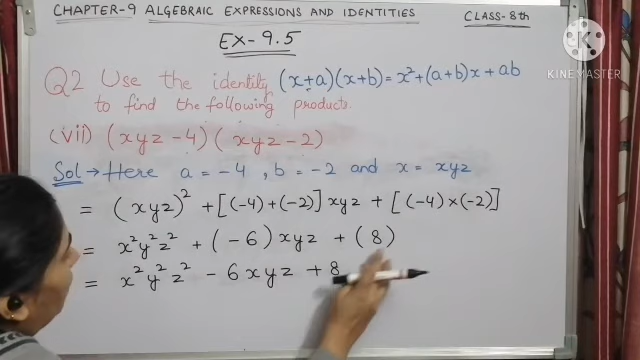 CHAPTER-9 ALGEBRAIC EXPRESSIONS AND IDENTITIES CLASS-8th
EX-9.5
KINEMASTER
Q2 Use the identity (x+a)(x+b) = x² + (a+b)x + ab
to find the following products.
(vii) (xyz - 4) (xyz - 2)
Sol → Here a = -4, b = -2 and x = xyz
= (xyz)² + [(-4) + (-2)] xyz + [(-4) × (-2)]
= x²y²z² + (-6) xyz + (8)
= x²y²z² - 6xyz + 8